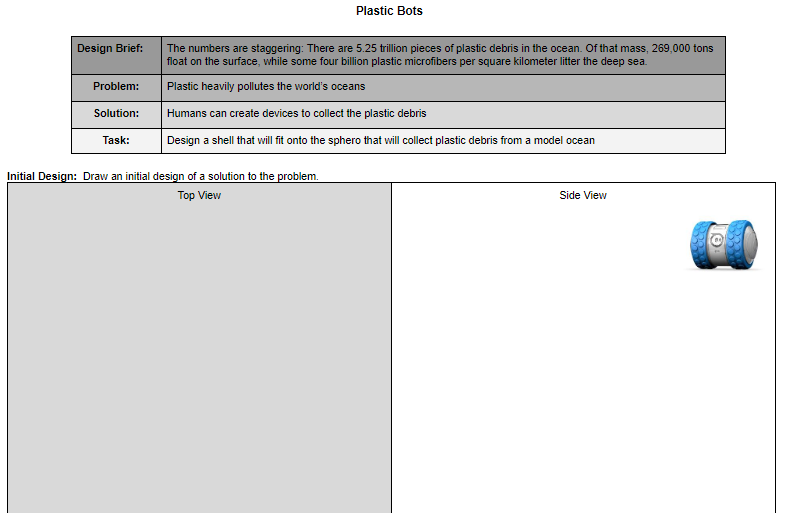 Plastic Bots
Design Brief: The numbers are staggering: There are 5.25 trillion pieces of plastic debris in the ocean. Of that mass, 269,000 tons
float on the surface, while some four billion plastic microfibers per square kilometer litter the deep sea.
Problem: Plastic heavily pollutes the world's oceans
Solution: Humans can create devices to collect the plastic debris
Task: Design a shell that will fit onto the sphero that will collect plastic debris from a model ocean
Initial Design: Draw an initial design of a solution to the problem.
Top View
Side View